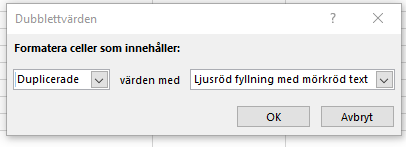 Dubblettvärden
?
Formatera celler som innehåller:
Duplicerade värden med Ljusröd fyllning med mörkröd text
OK Avbryt